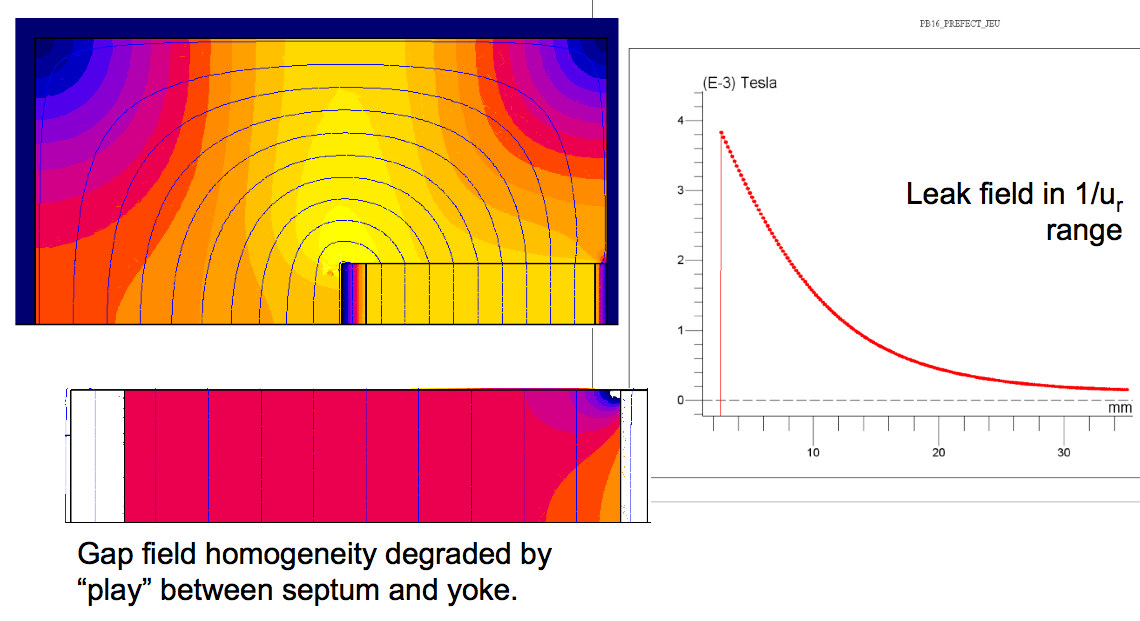 PB16_PREFECT_JEU
(E-3) Tesla
4
3
2
1
0
mm
10
20
30
Leak field in 1/uᵣ
range
Gap field homogeneity degraded by
“play” between septum and yoke.